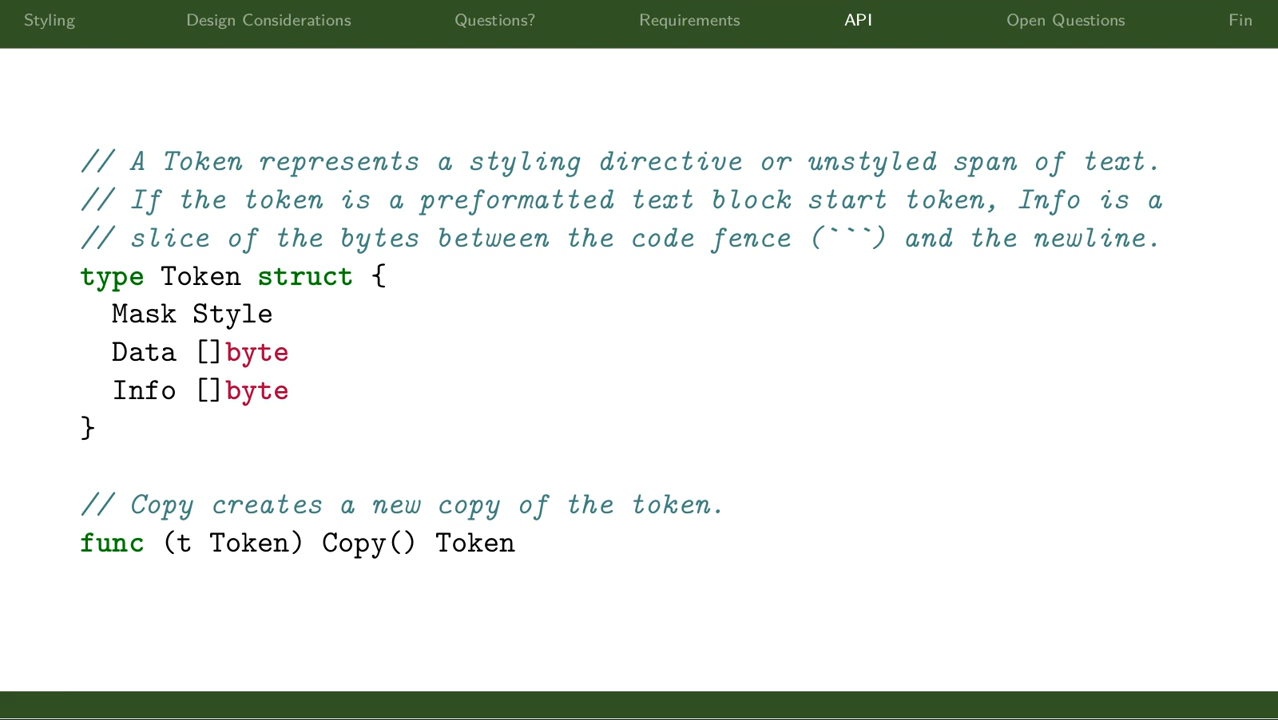 Styling Design Considerations Questions? Requirements API Open Questions Fin
// A Token represents a styling directive or unstyled span of text.
// If the token is a preformatted text block start token, Info is a
// slice of the bytes between the code fence (```) and the newline.
type Token struct {
  Mask Style
  Data []byte
  Info []byte
}
// Copy creates a new copy of the token.
func (t Token) Copy() Token